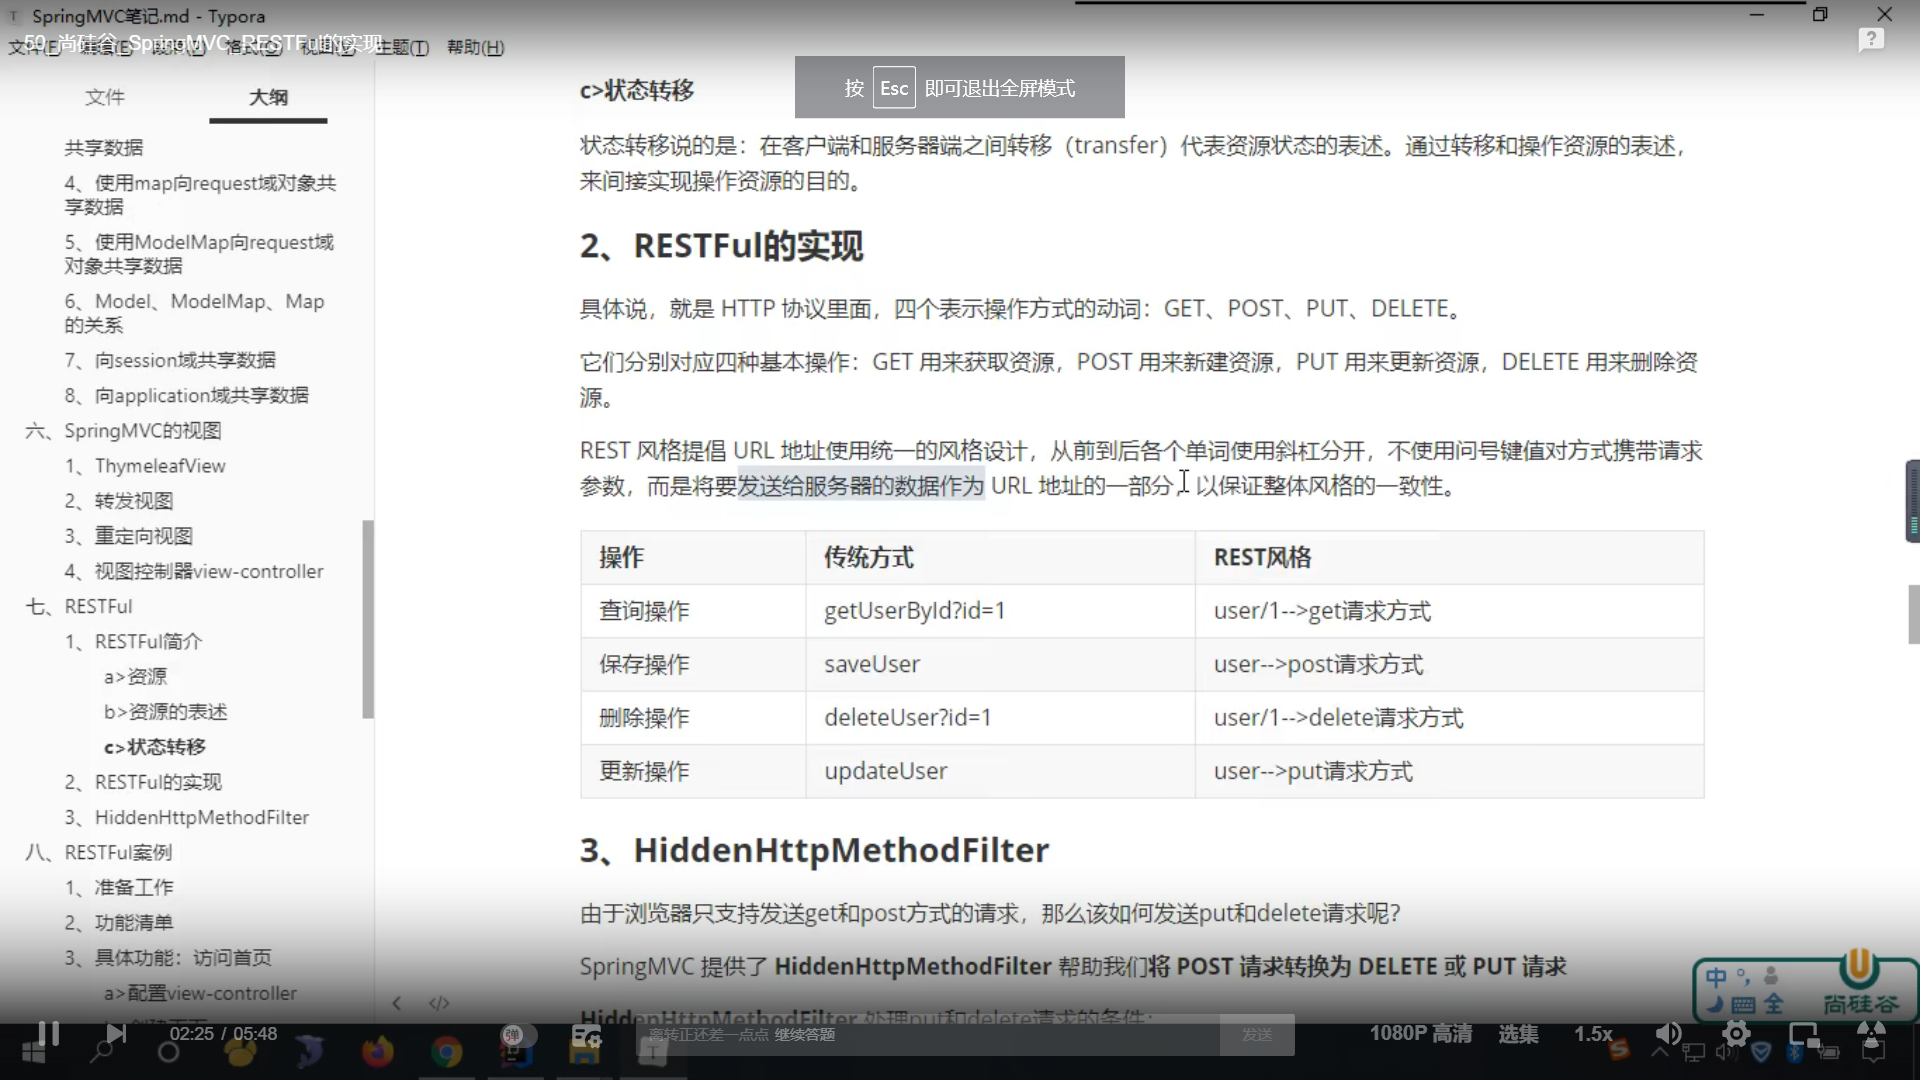 SpringMVC笔记.md - Typora
50_尚硅谷_SpringMVC_RESTFul的实现
主题(T) 帮助(H)
按 Esc 即可退出全屏模式
文件 大纲
共享数据
4、使用map向request域对象共
享数据
5、使用ModelMap向request域
对象共享数据
6、Model、ModelMap、Map
的关系
7、向session域共享数据
8、向application域共享数据
六、SpringMVC的视图
1、ThymeleafView
2、转发视图
3、重定向视图
4、视图控制器view-controller
七、RESTFul
1、RESTFul简介
a>资源
b>资源的表述
c>状态转移
2、RESTFul的实现
3、HiddenHttpMethodFilter
八、RESTFul案例
1、准备工作
2、功能清单
3、具体功能：访问首页
a>配置view-controller
c>状态转移
状态转移说的是：在客户端和服务器端之间转移（transfer）代表资源状态的表述。通过转移和操作资源的表述，
来间接实现操作资源的目的。
2、RESTFul的实现
具体说，就是 HTTP 协议里面，四个表示操作方式的动词：GET、POST、PUT、DELETE。
它们分别对应四种基本操作：GET 用来获取资源，POST 用来新建资源，PUT 用来更新资源，DELETE 用来删除资
源。
REST 风格提倡 URL 地址使用统一的风格设计，从前到后各个单词使用斜杠分开，不使用问号键值对方式携带请求
参数，而是将要发送给服务器的数据作为 URL 地址的一部分，以保证整体风格的一致性。
操作 传统方式 REST风格
查询操作 getUserById?id=1 user/1-->get请求方式
保存操作 saveUser user-->post请求方式
删除操作 deleteUser?id=1 user/1-->delete请求方式
更新操作 updateUser user-->put请求方式
3、HiddenHttpMethodFilter
由于浏览器只支持发送get和post方式的请求，那么该如何发送put和delete请求呢？
SpringMVC 提供了 HiddenHttpMethodFilter 帮助我们将 POST 请求转换为 DELETE 或 PUT 请求
HiddenHttpMethodFilter 处理put和delete请求的条件：
中 全 尚硅谷
02:25 / 05:48
弹
离转正还差一点点 继续答题
发送
1080P 高清 选集 1.5x